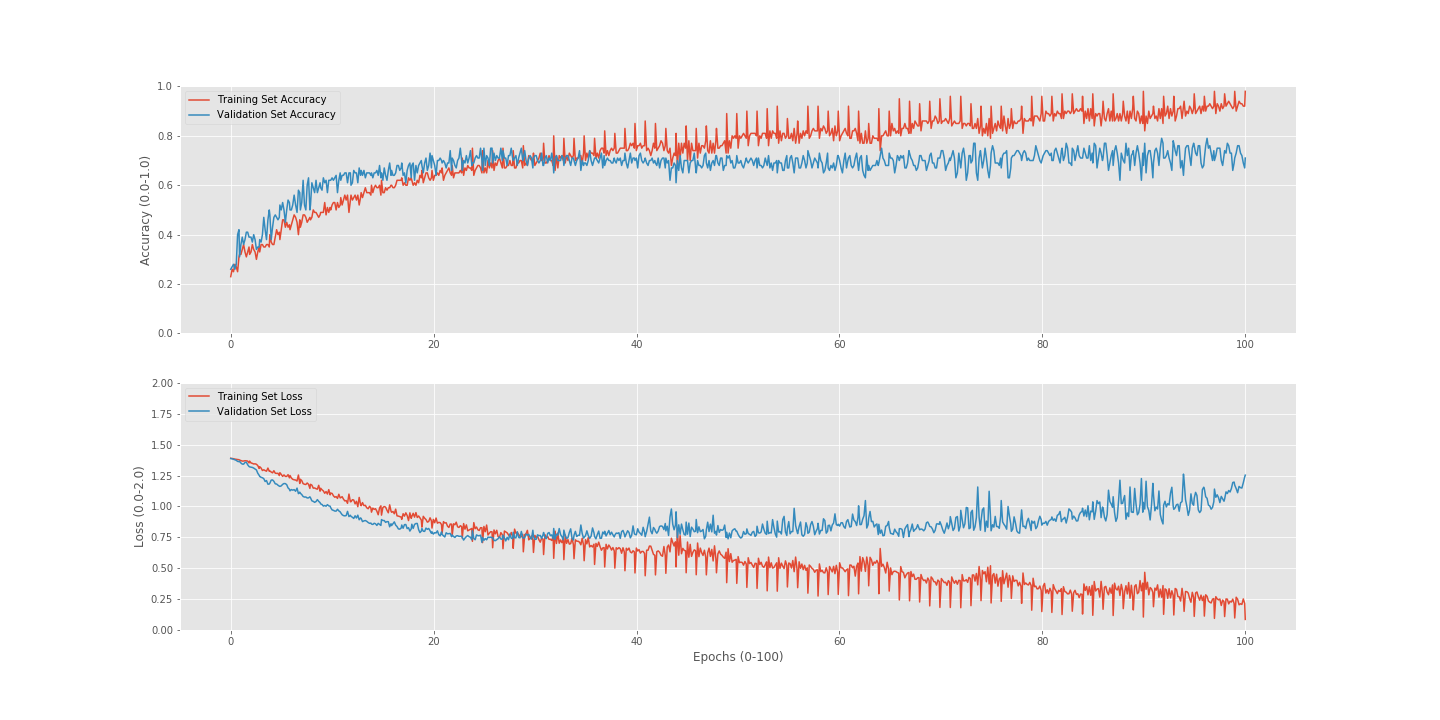 1.0
Training Set Accuracy
Validation Set Accuracy
0.8
0.6
0.4
0.2
0.0
Accuracy (0.0-1.0)
0 20 40 60 80 100
2.00
Training Set Loss
Validation Set Loss
1.75
1.50
1.25
1.00
0.75
0.50
0.25
0.00
Loss (0.0-2.0)
0 20 40 60 80 100
Epochs (0-100)